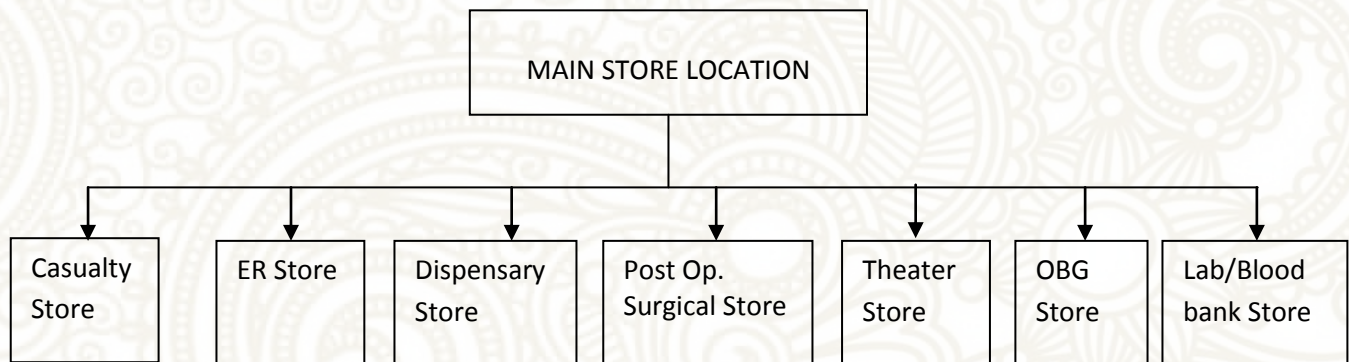 MAIN STORE LOCATION
Casualty
Store
ER Store
Dispensary
Store
Post Op.
Surgical Store
Theater
Store
OBG
Store
Lab/Blood
bank Store